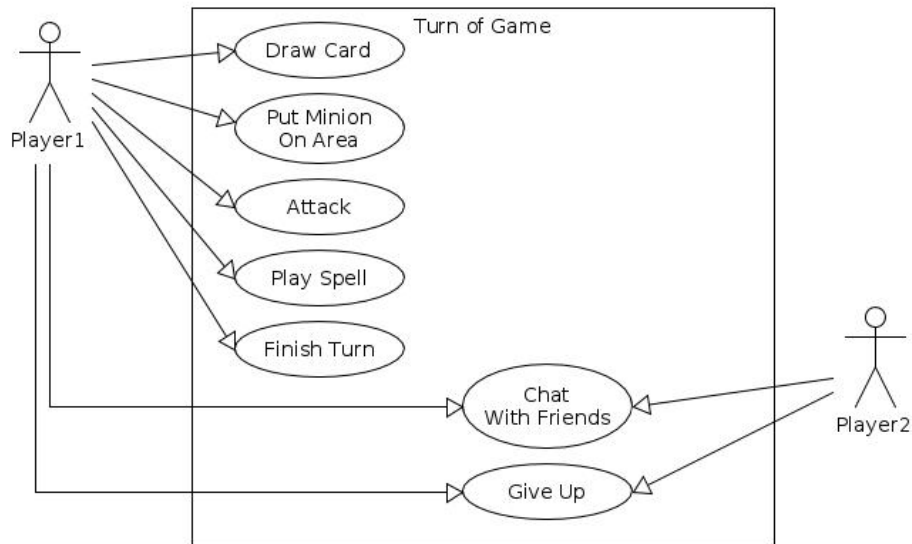 Turn of Game
Player1
Draw Card
Put Minion
On Area
Attack
Play Spell
Finish Turn
Chat
With Friends
Give Up
Player2